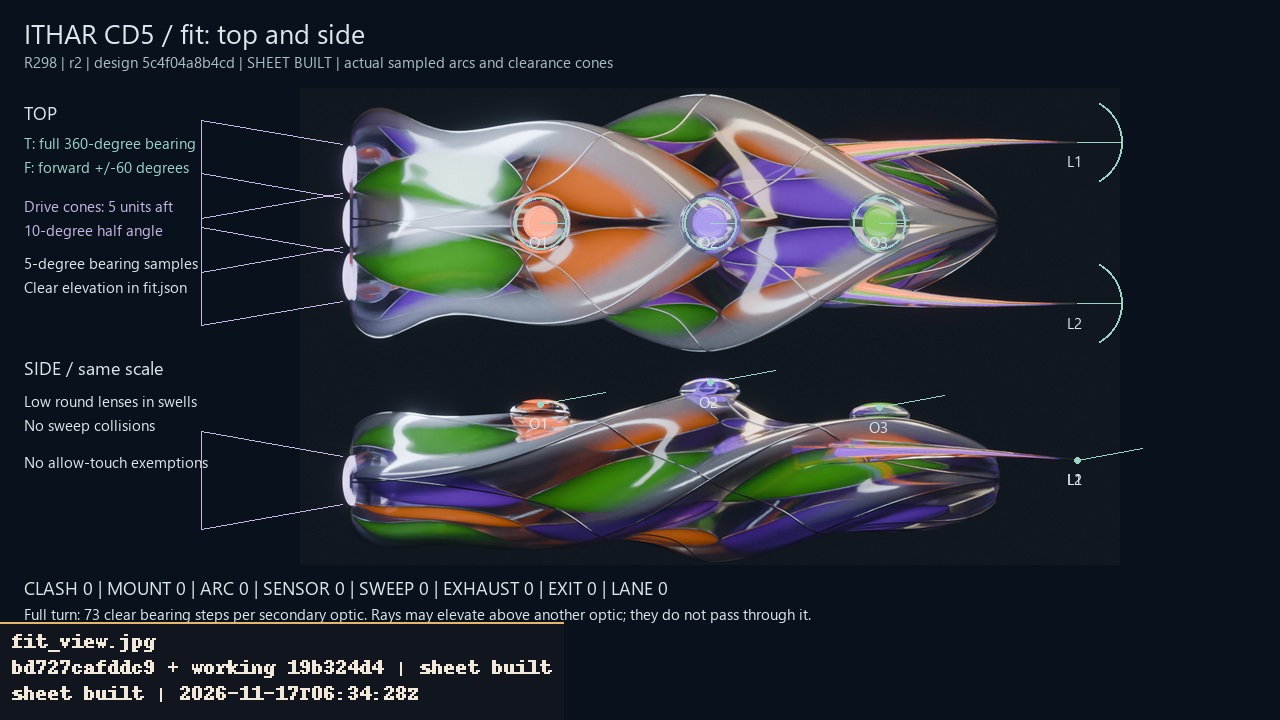 ITHAR CD5 / fit: top and side
R298 | r2 | design 5c4f04a8b4cd | SHEET BUILT | actual sampled arcs and clearance cones
TOP
T: full 360-degree bearing
F: forward +/-60 degrees
Drive cones: 5 units aft
10-degree half angle
5-degree bearing samples
Clear elevation in fit.json
O1
O2
O3
L1
L2
SIDE / same scale
Low round lenses in swells
No sweep collisions
No allow-touch exemptions
O1
O2
O3
CLASH 0 | MOUNT 0 | ARC 0 | SENSOR 0 | SWEEP 0 | EXHAUST 0 | EXIT 0 | LANE 0
Full turn: 73 clear bearing steps per secondary optic. Rays may elevate above another optic; they do not pass through it.
fit_view.jpg
bd727cafddc9 + working 19b324d4 | sheet built
sheet built | 2026-11-17T06:34:28Z